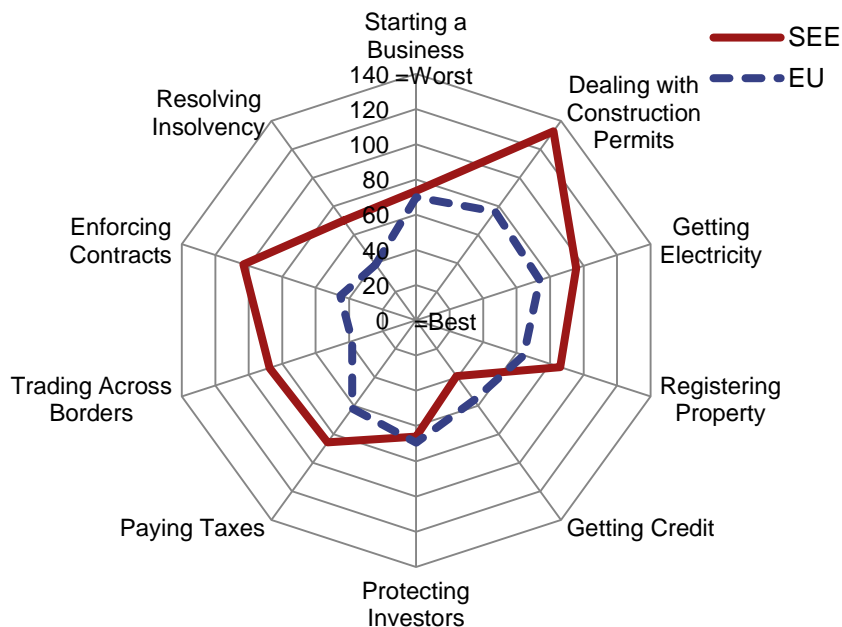 Starting a
Business
140 =Worst
120
100
80
60
40
20
0 =Best
SEE
EU
Dealing with
Construction
Permits
Getting
Electricity
Registering
Property
Getting Credit
Protecting
Investors
Paying Taxes
Trading Across
Borders
Enforcing
Contracts
Resolving
Insolvency